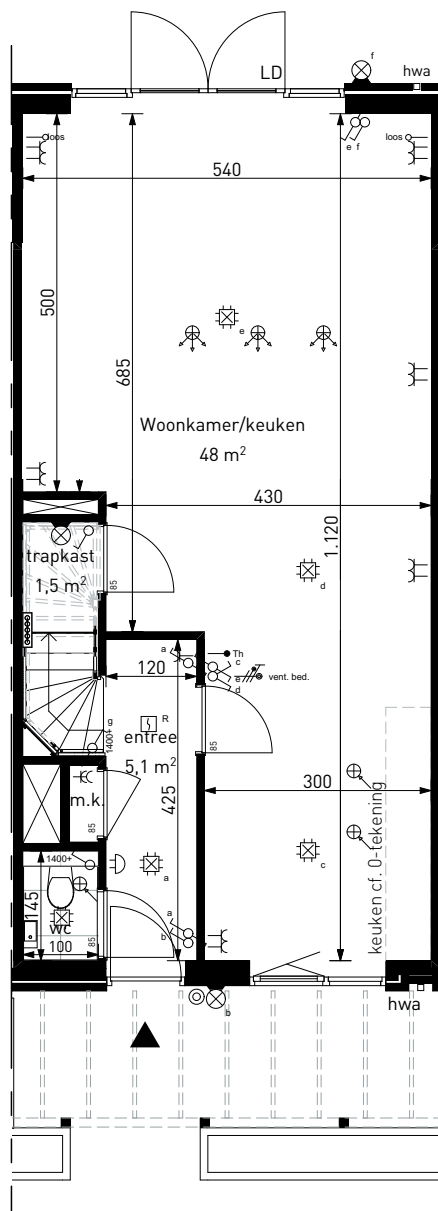 f
LD
hwa
loos
e f
loos
540
500
685
e
Woonkamer/keuken
48 m²
430
1.120
trapkast
1,5 m²
85
d
a
Th
c
120
e
vent. bed.
d
g
R
1400+
entree
85
5,1 m²
300
m.k.
425
85
keuken cf. 0-tekening
1400+
a
c
145
wc
a
100
85
b
b
hwa